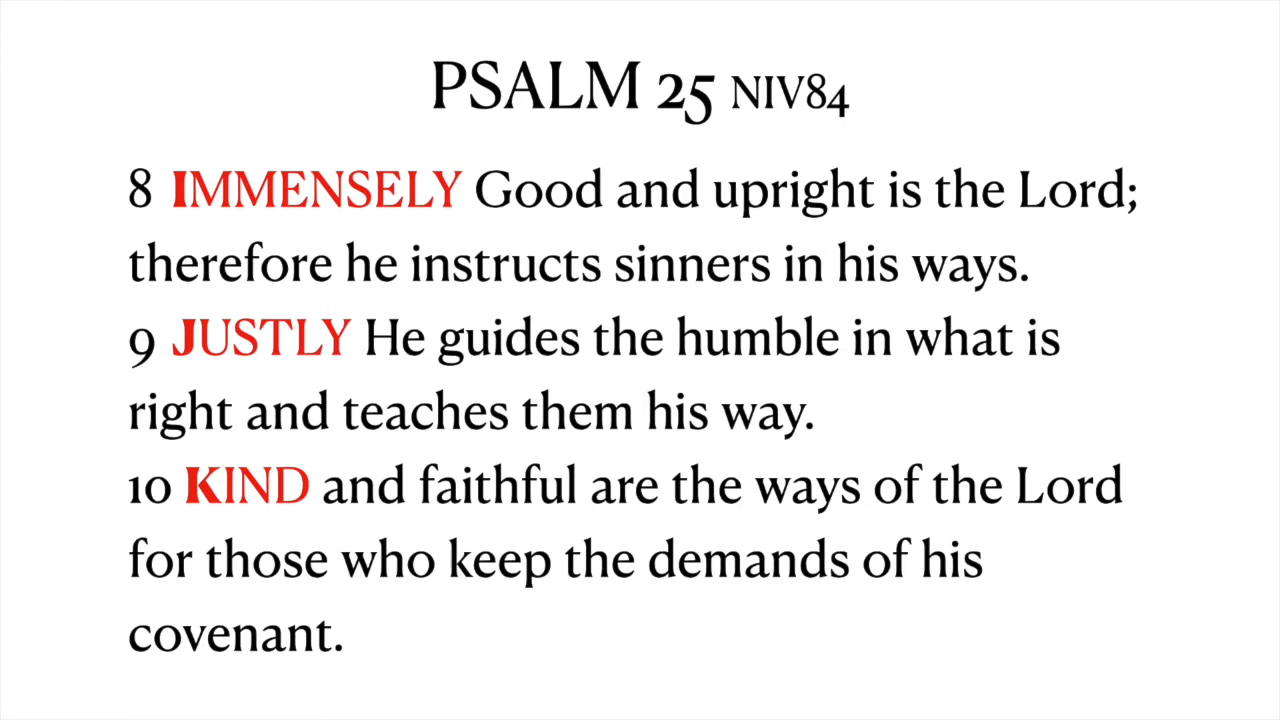 PSALM 25 NIV84
8 IMMENSELY Good and upright is the Lord;
therefore he instructs sinners in his ways.
9 JUSTLY He guides the humble in what is
right and teaches them his way.
10 KIND and faithful are the ways of the Lord
for those who keep the demands of his
covenant.